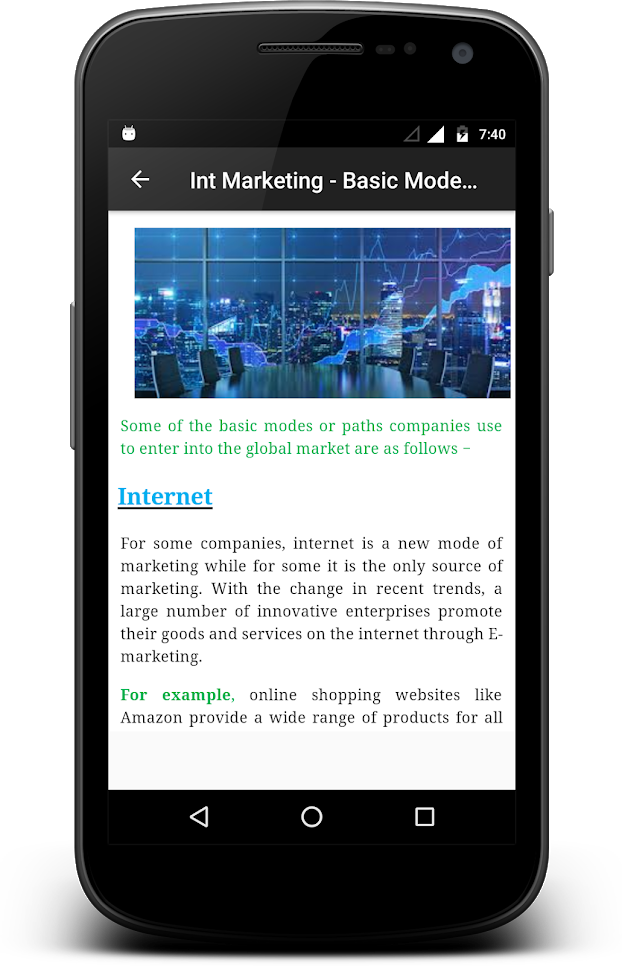 7:40
Int Marketing - Basic Mode...
Some of the basic modes or paths companies use
to enter into the global market are as follows −
Internet
For some companies, internet is a new mode of
marketing while for some it is the only source of
marketing. With the change in recent trends, a
large number of innovative enterprises promote
their goods and services on the internet through E-
marketing.
For example, online shopping websites like
Amazon provide a wide range of products for all